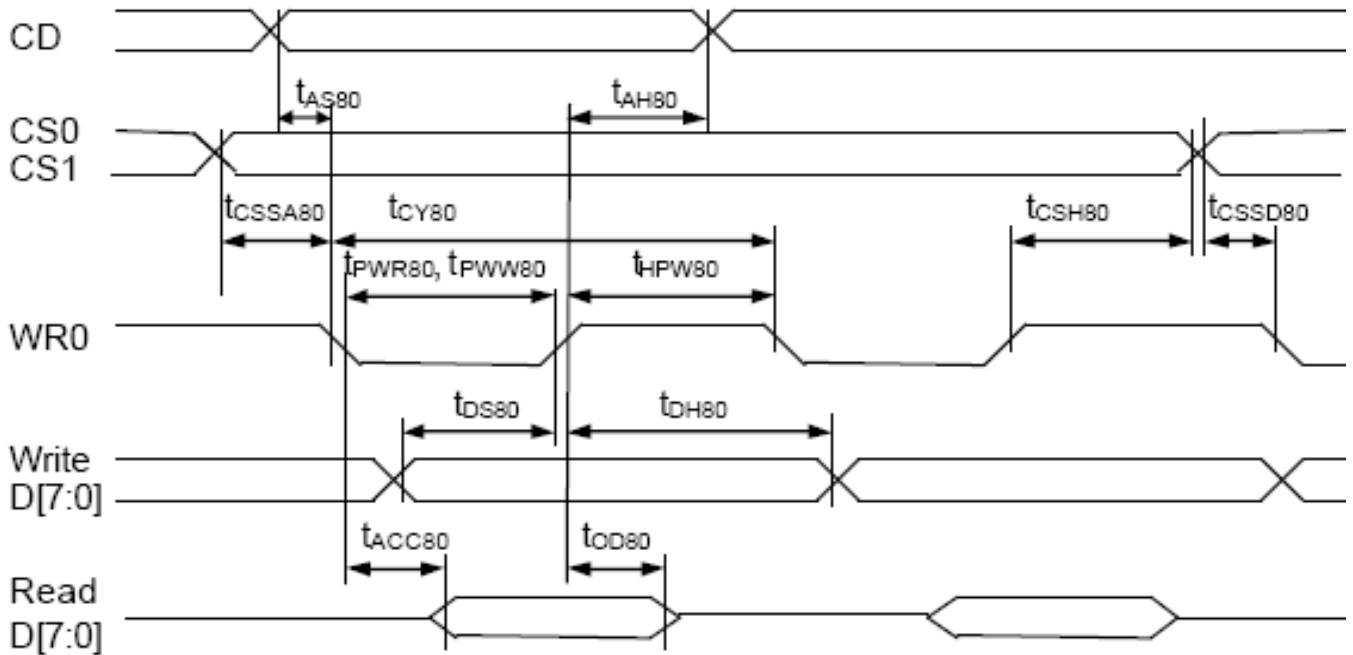 CD
tAS80 tAH80
CS0
CS1
tCSSA80 tCY80 tCSH80 tCSSD80
tPWR80, tPWW80 tHPW80
WR0
tDS80 tDH80
Write
D[7:0]
tACC80 tOD80
Read
D[7:0]